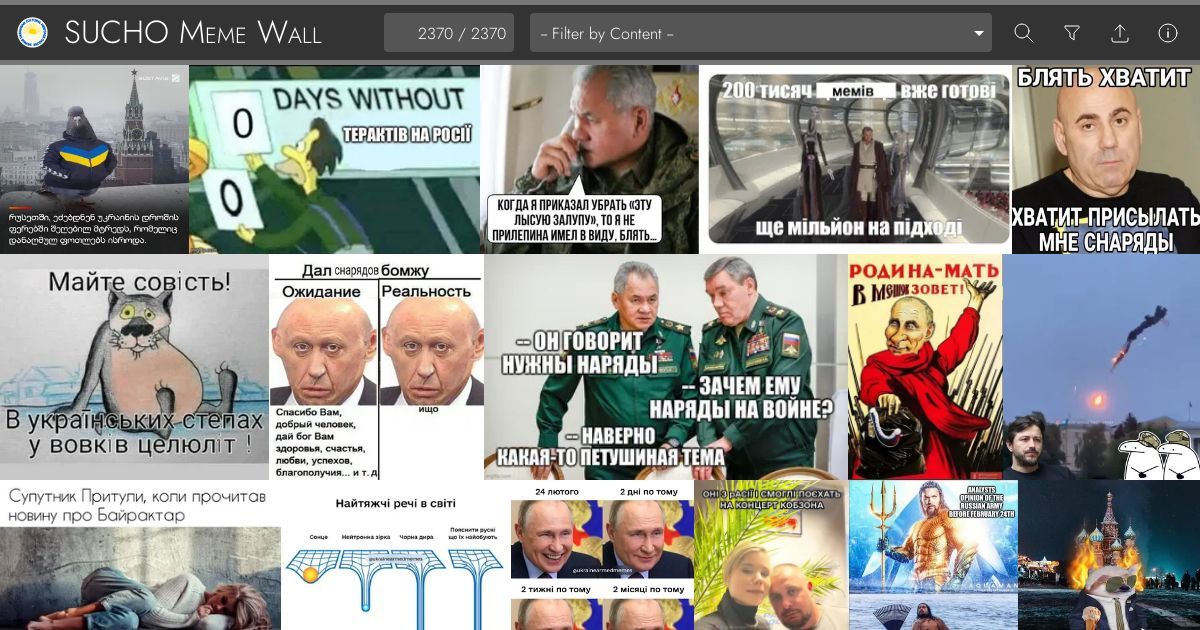 SUCHO Meme Wall
2370 / 2370
-- Filter by Content --
რუსეთში, ეძებდნენ უკრაინის დროშის
ფერებში შეღებილ მტრედს, რომელიც
დანაღმულ ფოთლებს ისროდა.
0
0
DAYS WITHOUT
ТЕРАКТІВ НА РОСІЇ
КОГДА Я ПРИКАЗАЛ УБРАТЬ «ЭТУ
ЛЫСУЮ ЗАЛУПУ», ТО Я НЕ
ПРИЛЕПИНА ИМЕЛ В ВИДУ, БЛЯТЬ...
200 тисяч мемів вже готові
ще мільйон на підході
БЛЯТЬ ХВАТИТ
ХВАТИТ ПРИСЫЛАТЬ
МНЕ СНАРЯДЫ
Майте совість!
В українських степах
у вовків целюліт !
Дал снарядов бомжу
Ожидание
Реальность
Спасибо Вам,
добрый человек,
дай бог Вам
здоровья, счастья,
любви, успехов,
благополучия... и т. д
ищо
-- ОН ГОВОРИТ
НУЖНЫ НАРЯДЫ
-- ЗАЧЕМ ЕМУ
НАРЯДЫ НА ВОЙНЕ?
-- НАВЕРНО
КАКАЯ-ТО ПЕТУШИНАЯ ТЕМА
РОДИНА-МАТЬ
В МЕШОК ЗОВЕТ!
Супутник Притули, коли прочитав
новину про Байрактар
Найтяжчі речі в світі
Сонце
Нейтронна зірка
Чорна дира
Пояснити русні
що їх найобують
@ukrainearmedmemes
24 лютого
2 дні по тому
@ukrainearmedmemes
2 тижні по тому
2 місяці по тому
ОНІ З рАСІЇ І СМОГЛІ ПОЄХАТЬ
НА КОНЦЕРТ КОБЗОНА
ANALYSTS
OPINION OF THE
RUSSIAN ARMY
BEFORE FEBRUARY 24TH
AQUAMAN